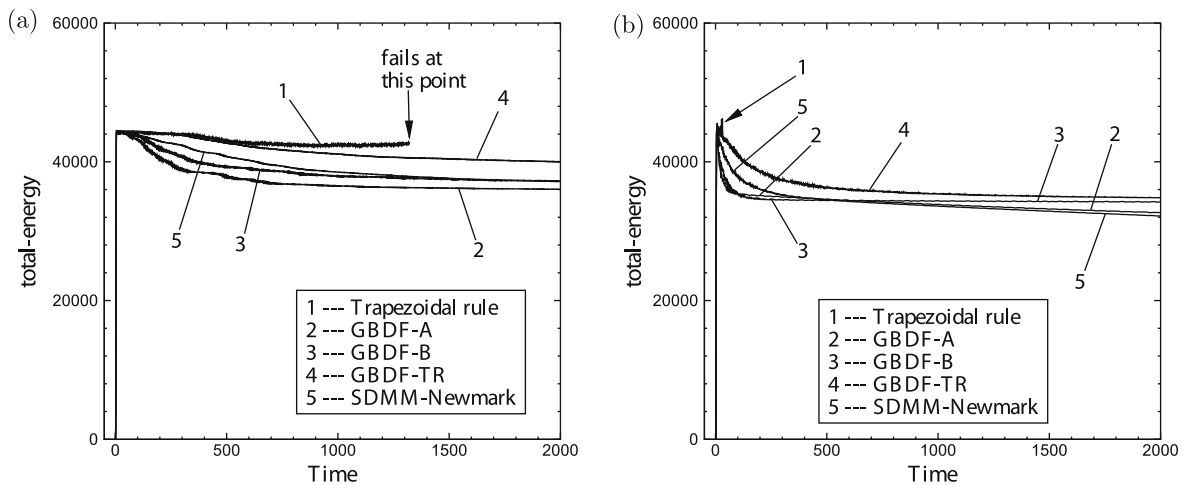 (a)
60000
40000
20000
0
total-energy
fails at
this point
1
4
5
3
2
1 --- Trapezoidal rule
2 --- GBDF-A
3 --- GBDF-B
4 --- GBDF-TR
5 --- SDMM-Newmark
0 500 1000 1500 2000
Time
(b)
60000
40000
20000
0
total-energy
1
5
2
4
3
2
3
5
1 --- Trapezoidal rule
2 --- GBDF-A
3 --- GBDF-B
4 --- GBDF-TR
5 --- SDMM-Newmark
0 500 1000 1500 2000
Time